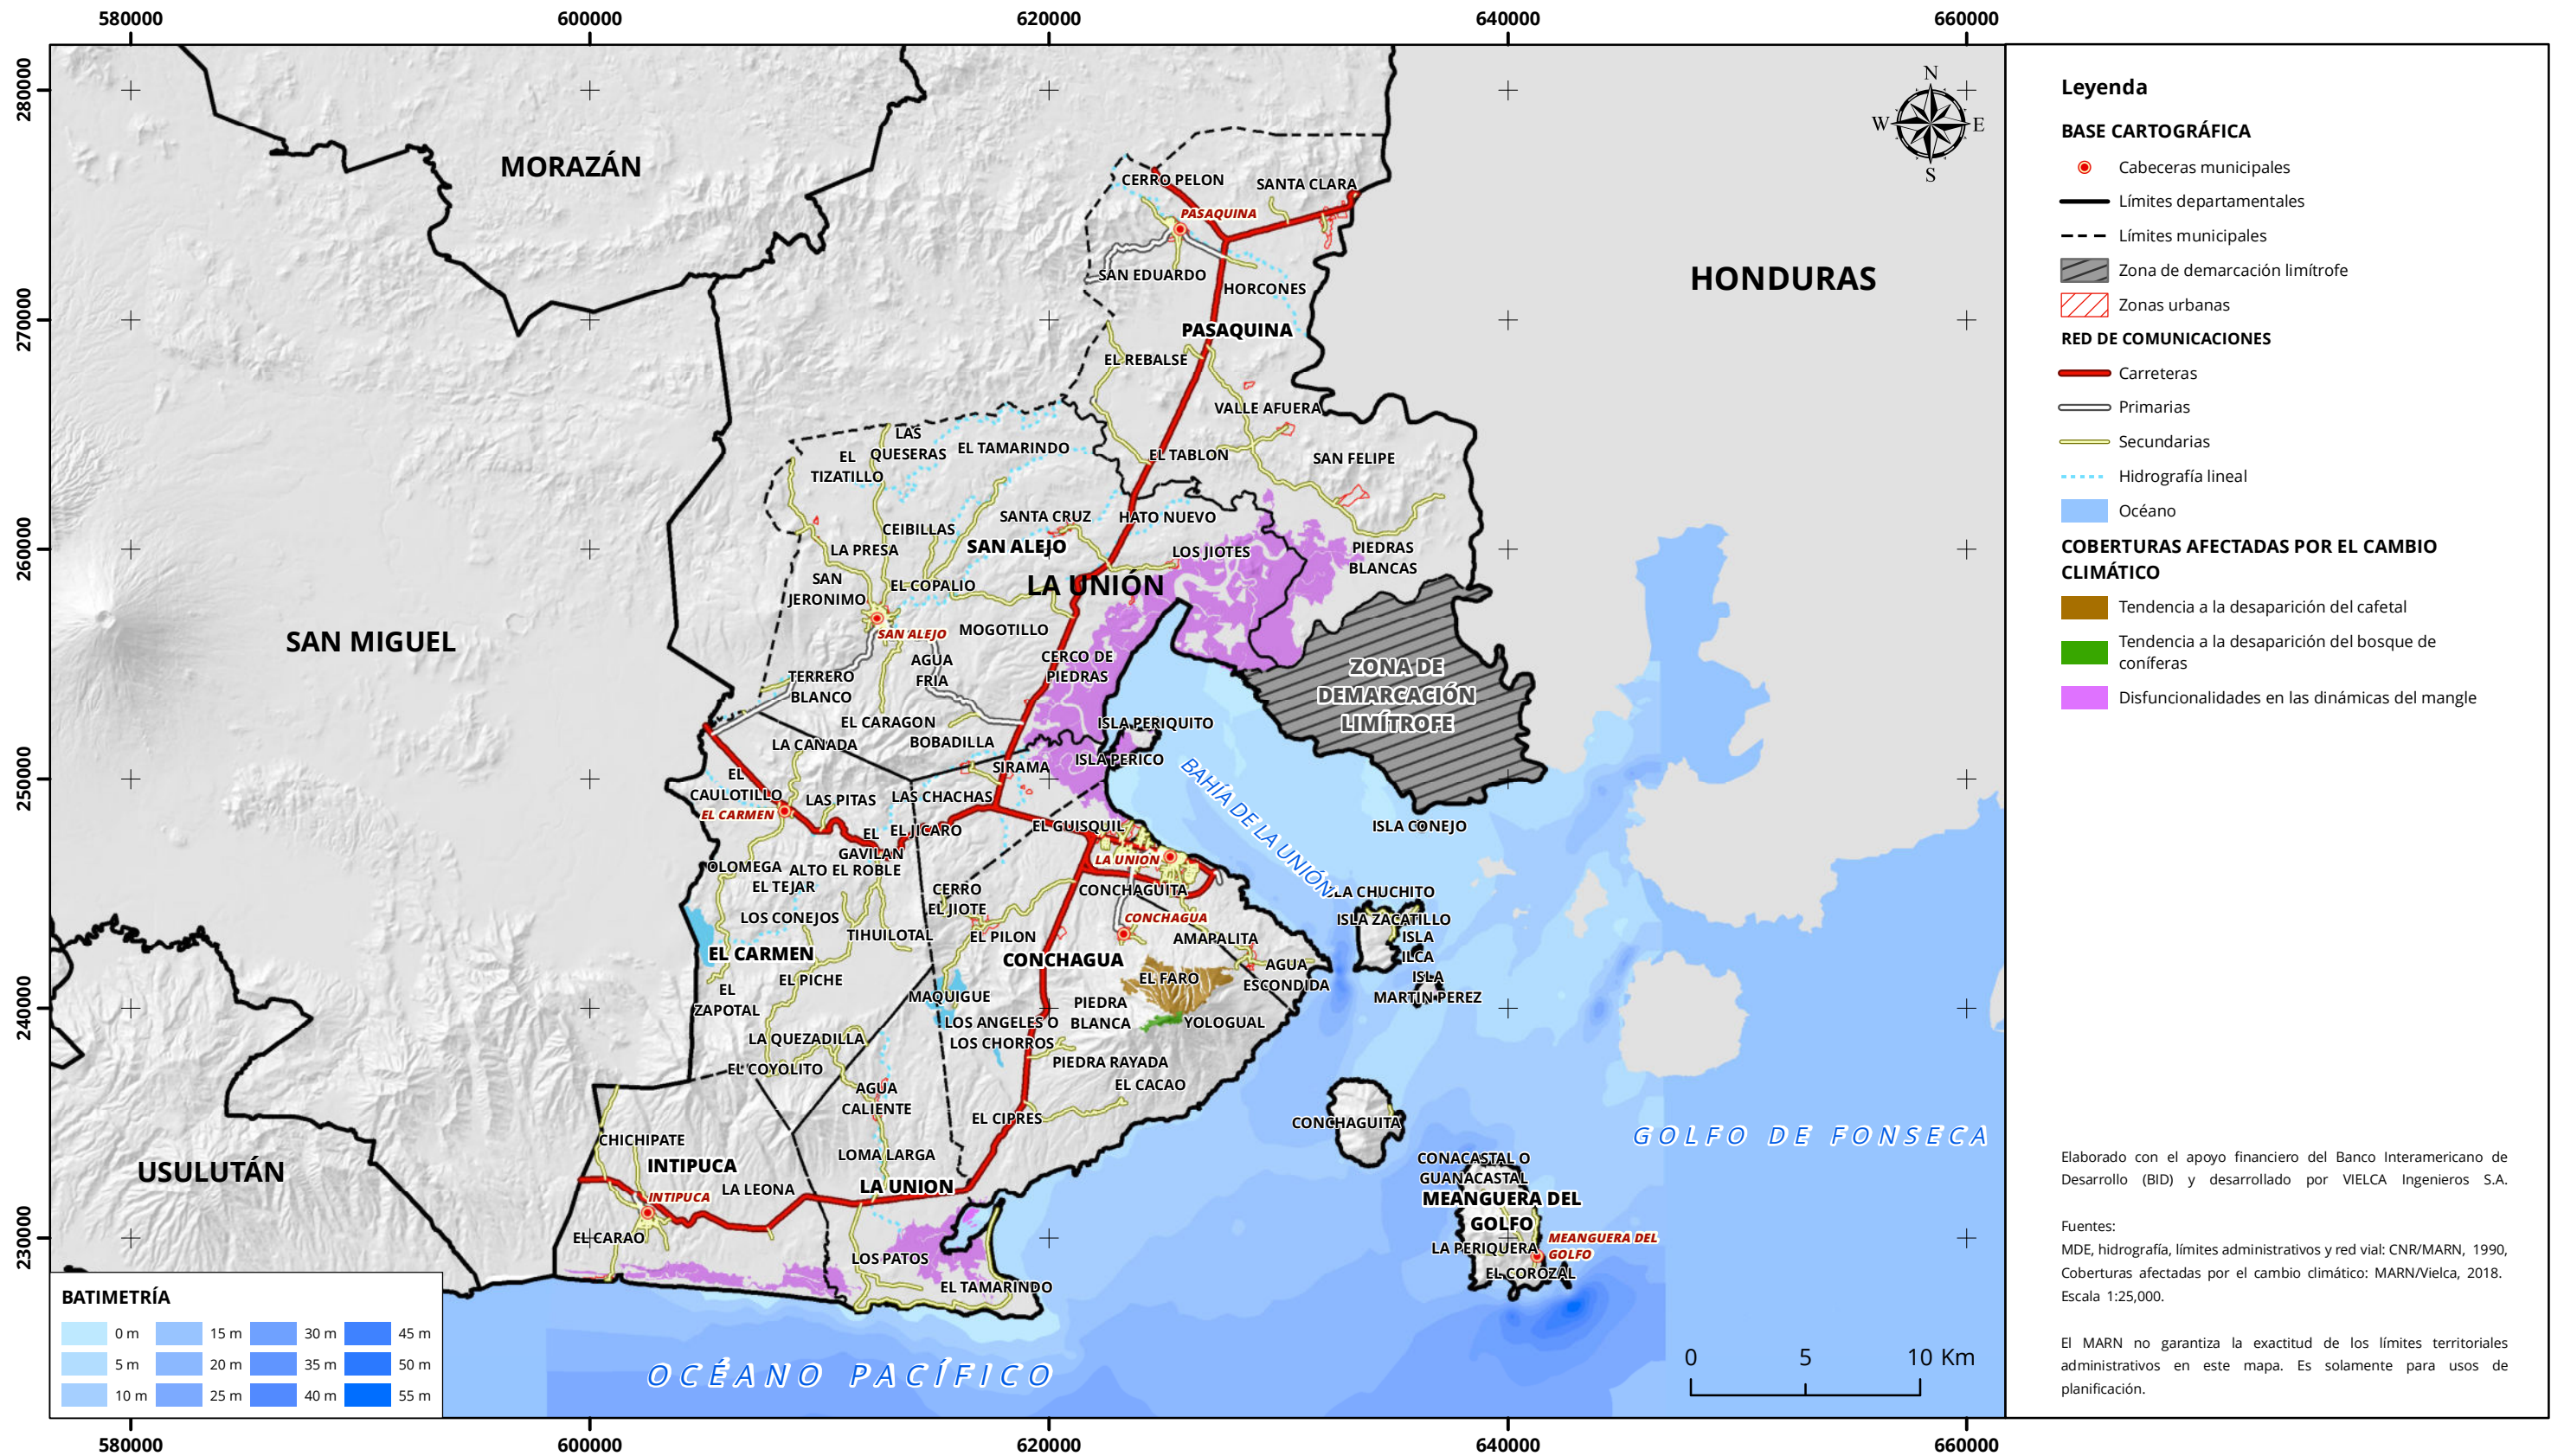 580000
600000
620000
640000
660000
280000
270000
260000
250000
240000
230000
N
W
E
S
MORAZÁN
HONDURAS
CERRO PELON
SANTA CLARA
PASAQUINA
SAN EDUARDO
HORCONES
PASAQUINA
EL REBALSE
VALLE AFUERA
LAS
QUESERAS
EL TAMARINDO
EL
TIZATILLO
EL TABLON
SAN FELIPE
SANTA CRUZ
HATO NUEVO
CEIBILLAS
LA PRESA
SAN ALEJO
LOS JIOTES
PIEDRAS
BLANCAS
SAN
JERONIMO
EL COPALIO
LA UNIÓN
SAN MIGUEL
SAN ALEJO
MOGOTILLO
AGUA
FRIA
CERCO DE
PIEDRAS
ZONA DE
DEMARCACIÓN
LIMÍTROFE
TERRERO
BLANCO
EL CARAGON
ISLA PERIQUITO
LA CAÑADA
BOBADILLA
ISLA PERICO
SIRAMA
EL
CAULOTILLO
LAS PITAS
LAS CHACHAS
EL CARMEN
BAHÍA DE LA UNIÓN
EL JICARO
EL GUISQUIL
ISLA CONEJO
EL
GAVILAN
LA UNION
OLOMEGA
ALTO EL ROBLE
EL TEJAR
CERRO
EL JIOTE
CONCHAGUITA
ISLA CHUCHITO
LOS CONEJOS
CONCHAGUA
ISLA ZACATILLO
TIHUILOTAL
EL PILON
AMAPALITA
ISLA
ILCA
EL CARMEN
CONCHAGUA
AGUA
ESCONDIDA
EL PICHE
EL FARO
ISLA
MARTIN PEREZ
EL
ZAPOTAL
MAQUIGUE
PIEDRA
BLANCA
LOS ANGELES O
LOS CHORROS
YOLOGUAL
LA QUEZADILLA
PIEDRA RAYADA
EL COYOLITO
EL CACAO
AGUA
CALIENTE
EL CIPRES
CONCHAGUITA
GOLFO DE FONSECA
CHICHIPATE
LOMA LARGA
CONACASTAL O
GUANACASTAL
USULUTÁN
INTIPUCA
LA UNION
LA LEONA
INTIPUCA
MEANGUERA DEL
GOLFO
EL CARAO
MEANGUERA DEL
GOLFO
LA PERIQUERA
LOS PATOS
EL COROZAL
EL TAMARINDO
OCÉANO PACÍFICO
BATIMETRÍA
0 m
15 m
30 m
45 m
5 m
20 m
35 m
50 m
10 m
25 m
40 m
55 m
0
5
10 Km
580000
600000
620000
640000
660000
Leyenda
BASE CARTOGRÁFICA
Cabeceras municipales
Límites departamentales
Límites municipales
Zona de demarcación limítrofe
Zonas urbanas
RED DE COMUNICACIONES
Carreteras
Primarias
Secundarias
Hidrografía lineal
Océano
COBERTURAS AFECTADAS POR EL CAMBIO
CLIMÁTICO
Tendencia a la desaparición del cafetal
Tendencia a la desaparición del bosque de
coníferas
Disfuncionalidades en las dinámicas del mangle
Elaborado con el apoyo financiero del Banco Interamericano de
Desarrollo (BID) y desarrollado por VIELCA Ingenieros S.A.
Fuentes:
MDE, hidrografía, límites administrativos y red vial: CNR/MARN, 1990,
Coberturas afectadas por el cambio climático: MARN/Vielca, 2018.
Escala 1:25,000.
El MARN no garantiza la exactitud de los límites territoriales
administrativos en este mapa. Es solamente para usos de
planificación.